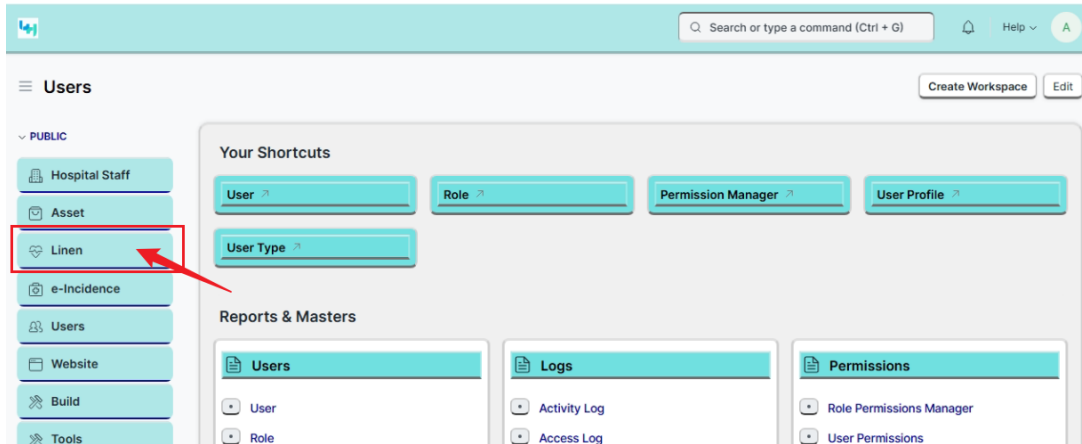 Search or type a command (Ctrl + G)
Help
A
Users
Create Workspace
Edit
PUBLIC
Hospital Staff
Asset
Linen
e-Incidence
Users
Website
Build
Tools
Your Shortcuts
User
Role
Permission Manager
User Profile
User Type
Reports & Masters
Users
User
Role
Logs
Activity Log
Access Log
Permissions
Role Permissions Manager
User Permissions